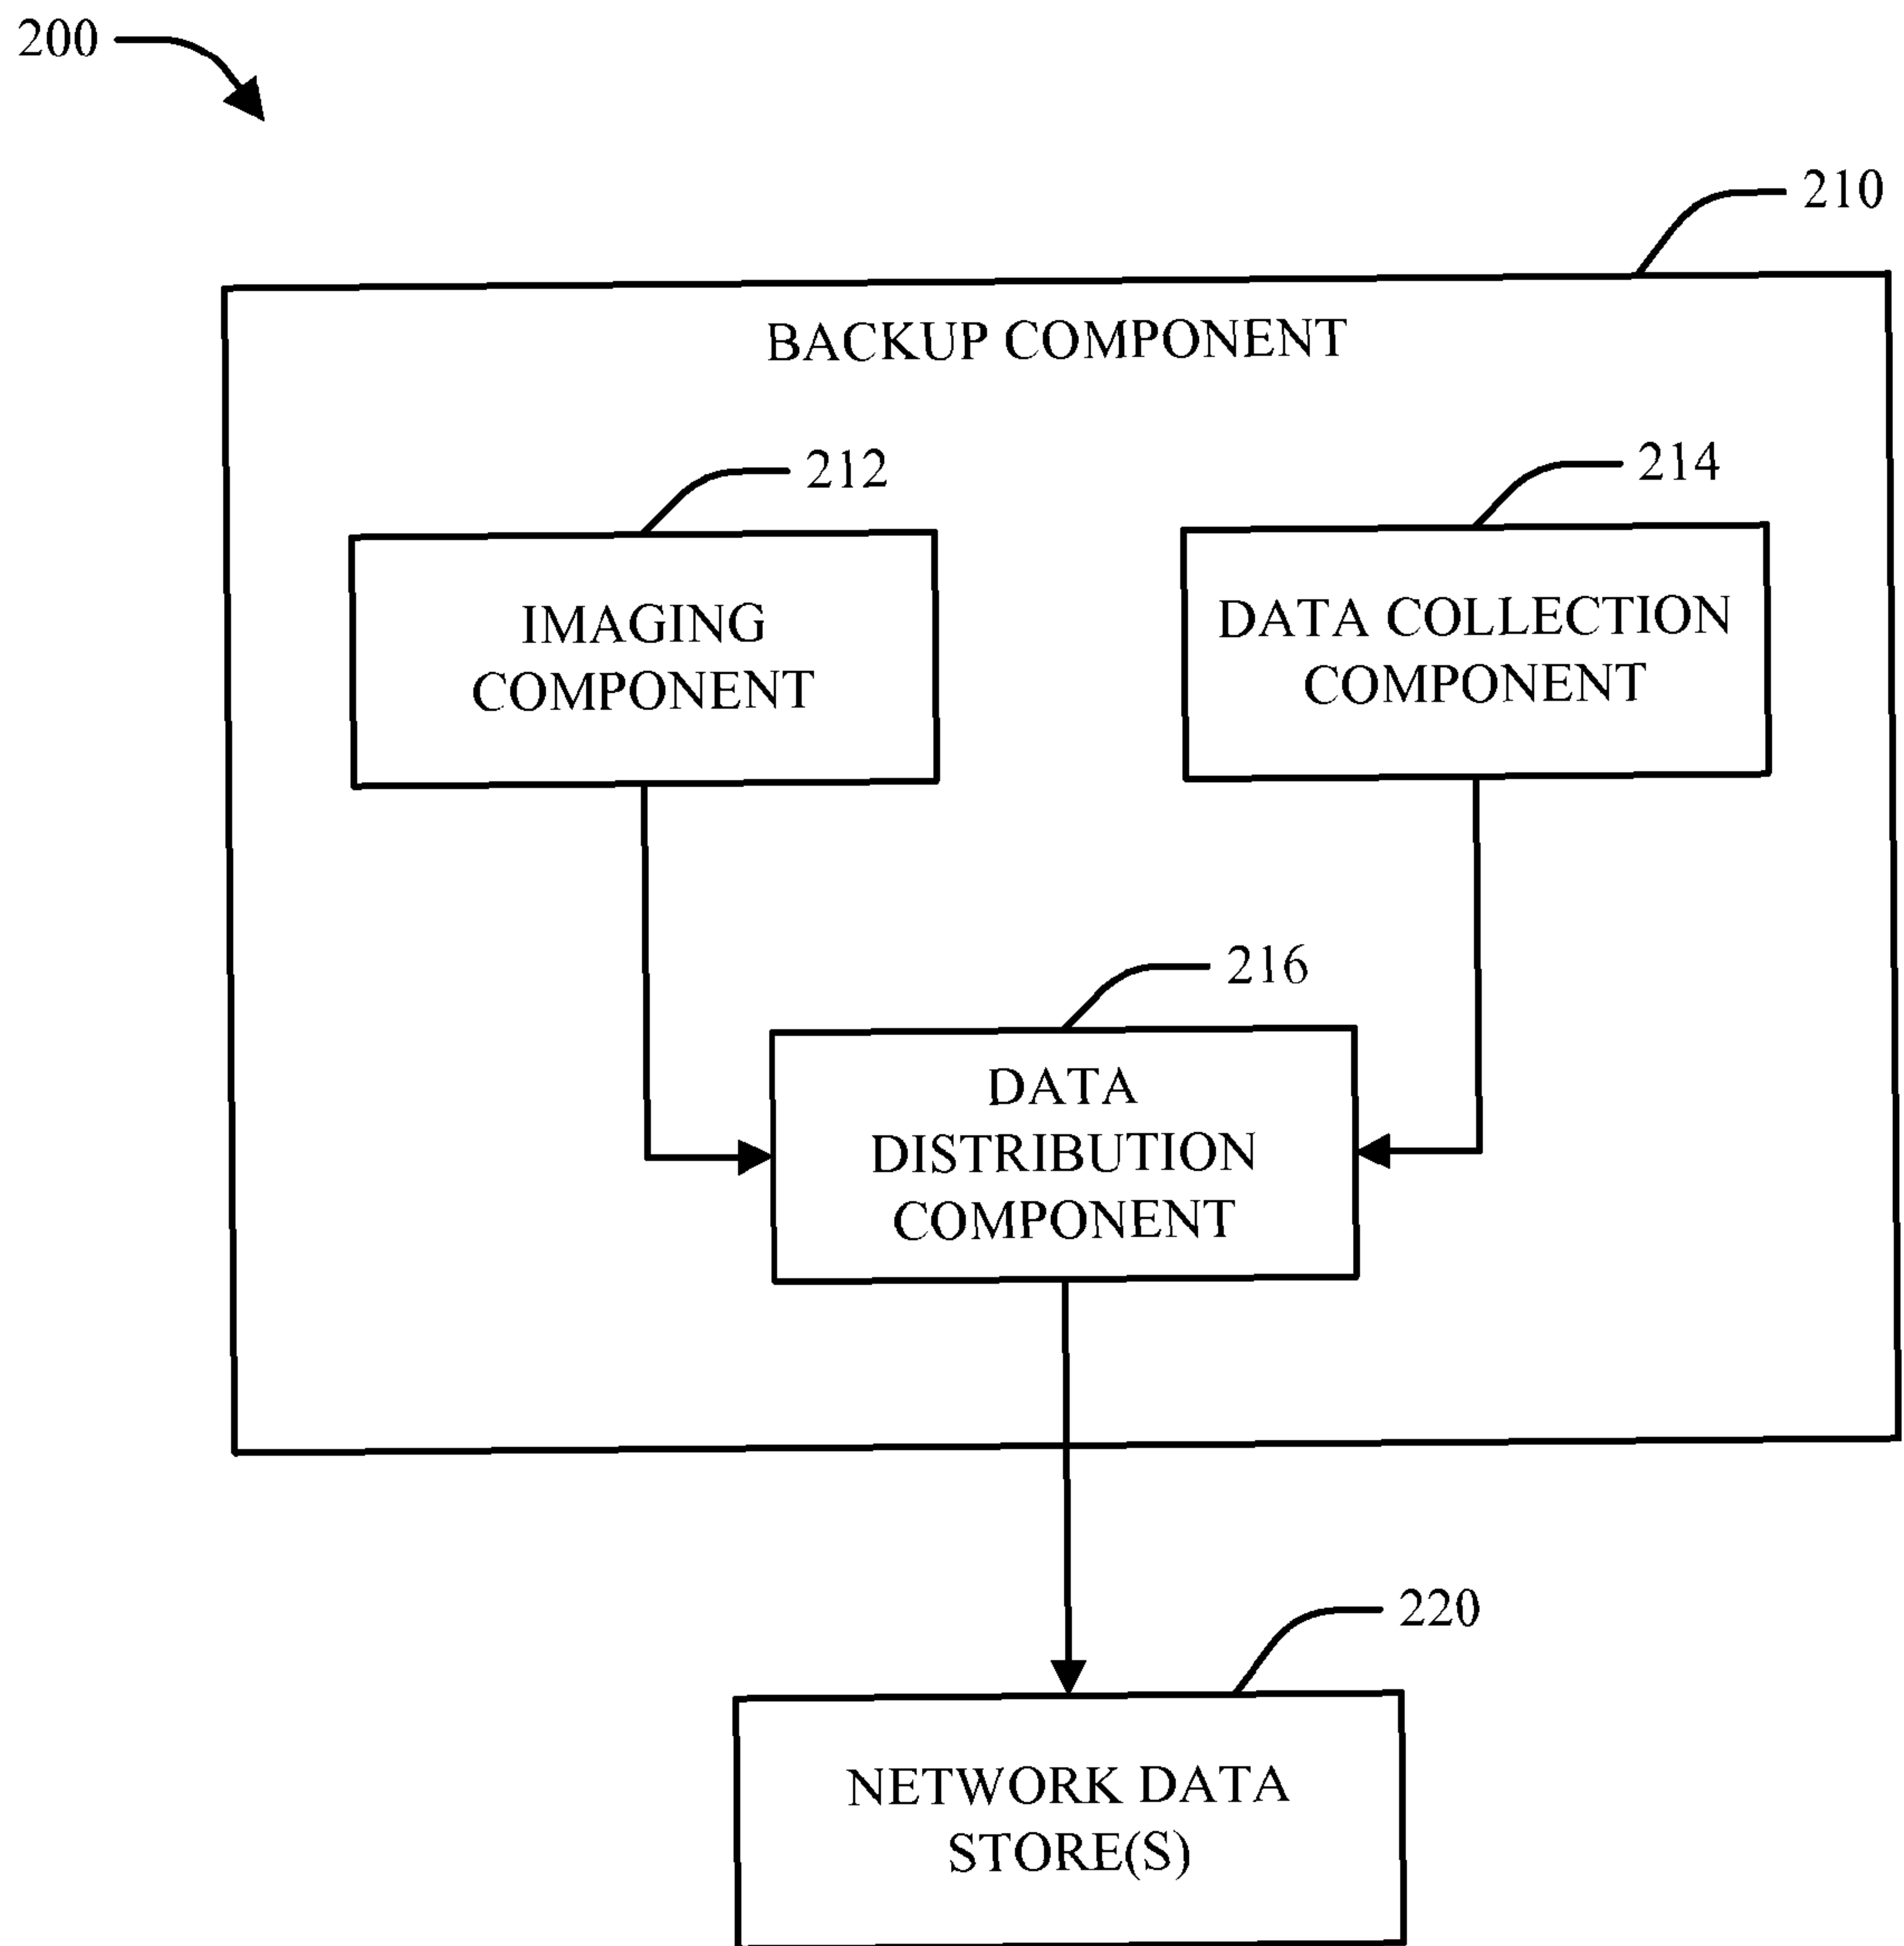 200
210
BACKUP COMPONENT
212
214
IMAGING
COMPONENT
DATA COLLECTION
COMPONENT
216
DATA
DISTRIBUTION
COMPONENT
220
NETWORK DATA
STORE(S)